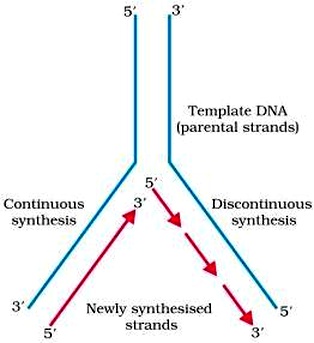 5′
3′
Template DNA
(parental strands)
5′
3′
Continuous
synthesis
Discontinuous
synthesis
3′
5′
Newly synthesised
strands
5′
3′